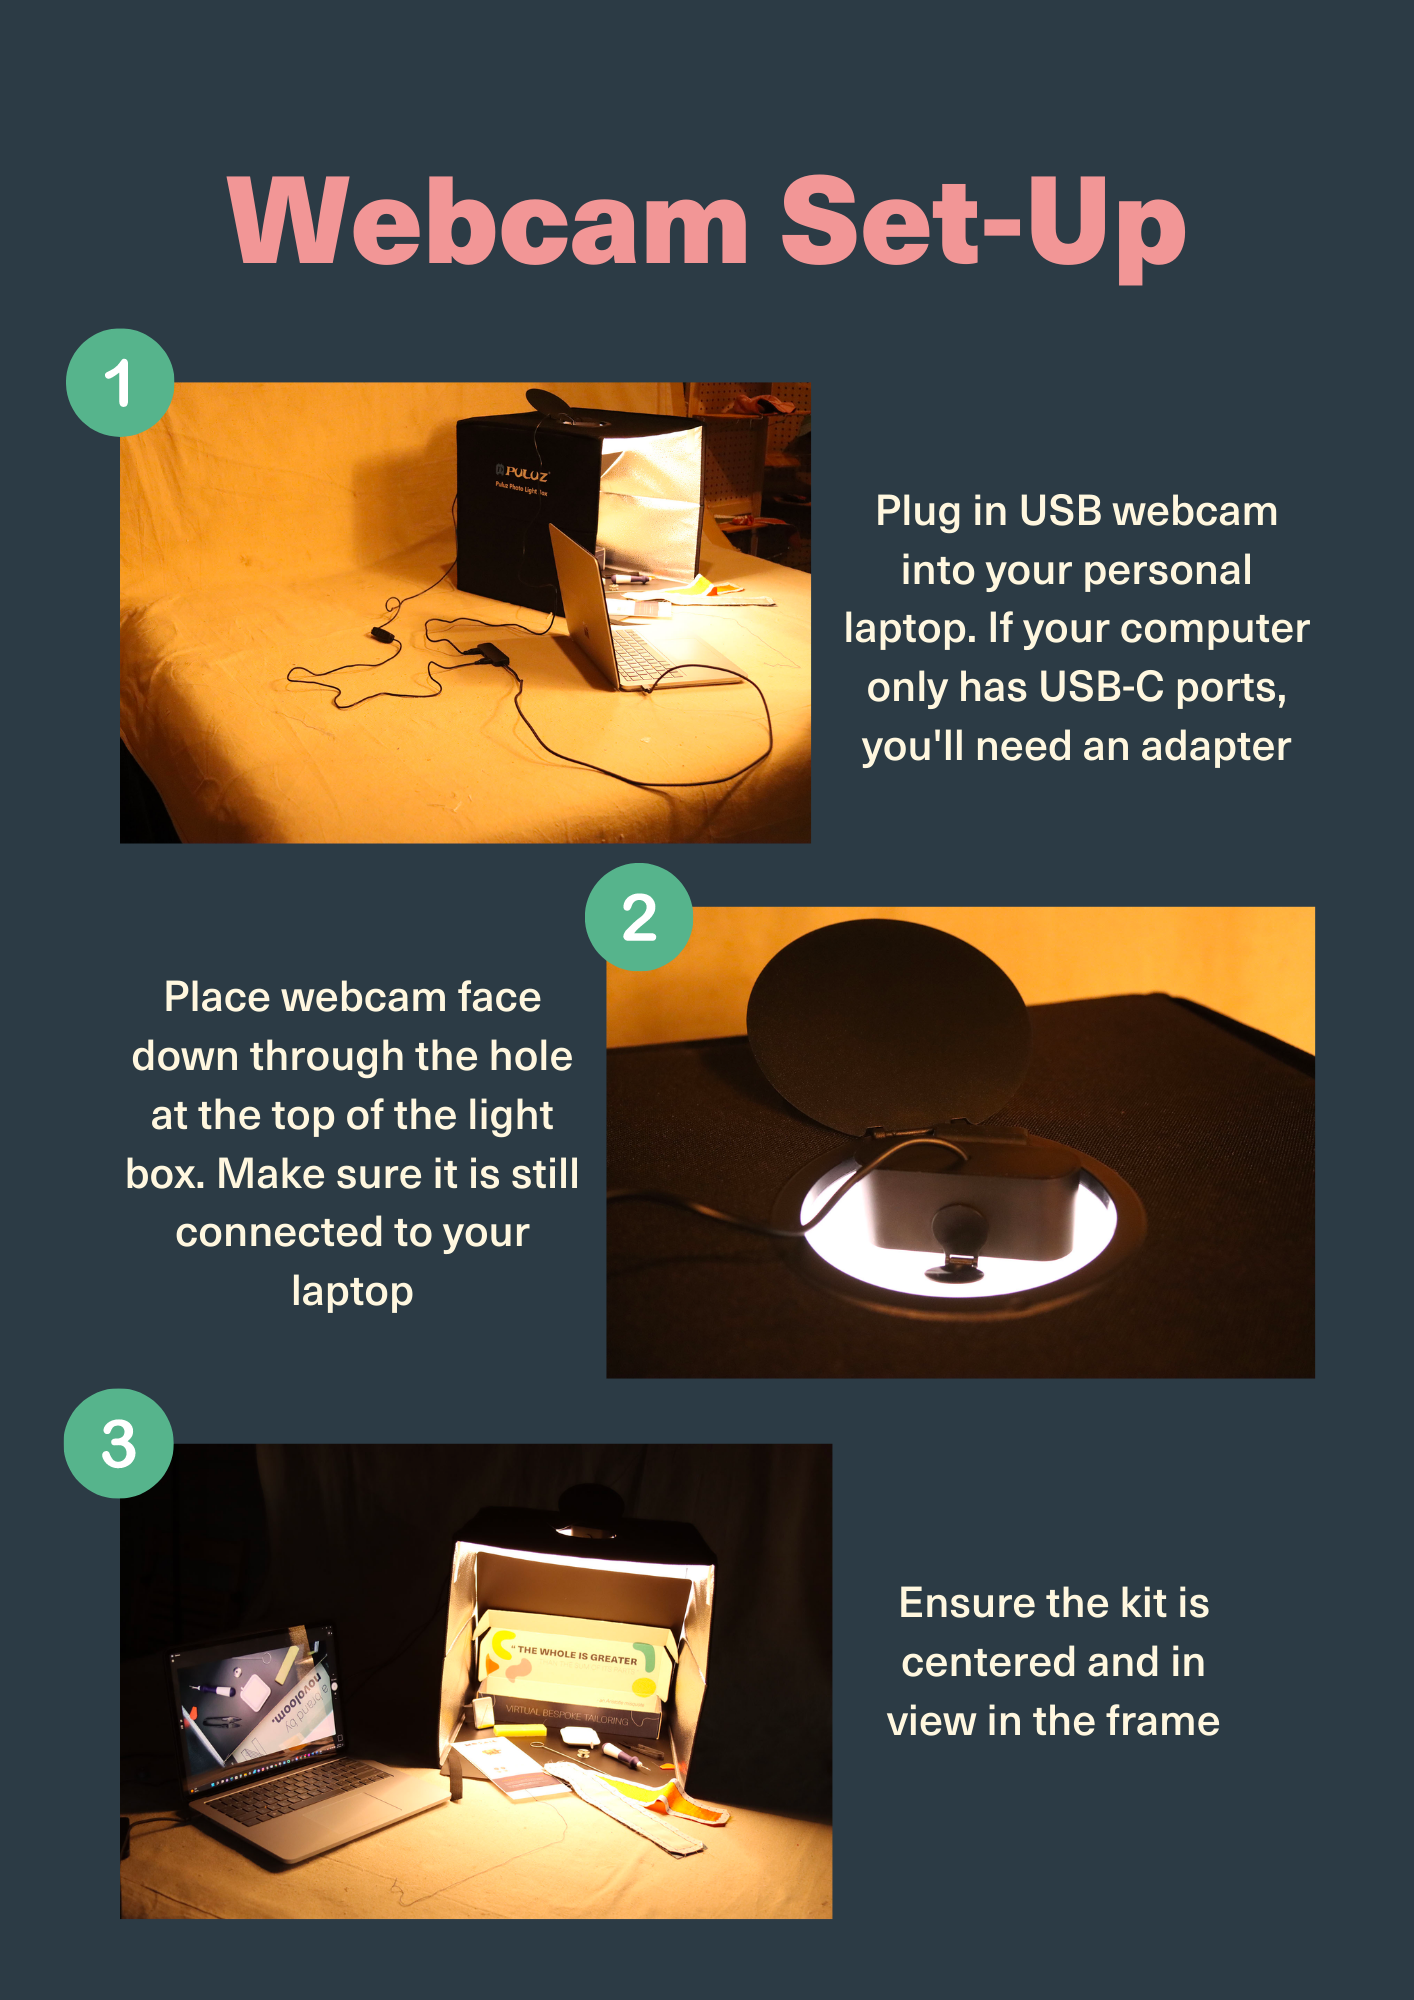 Webcam Set-Up
1
PULUZ
Puluz Photo Light Box
Plug in USB webcam
into your personal
laptop. If your computer
only has USB-C ports,
you'll need an adapter
2
Place webcam face
down through the hole
at the top of the light
box. Make sure it is still
connected to your
laptop
3
" THE WHOLE IS GREATER
VIRTUAL BESPOKE TAILORING
a brand by
novoloom.
Ensure the kit is
centered and in
view in the frame